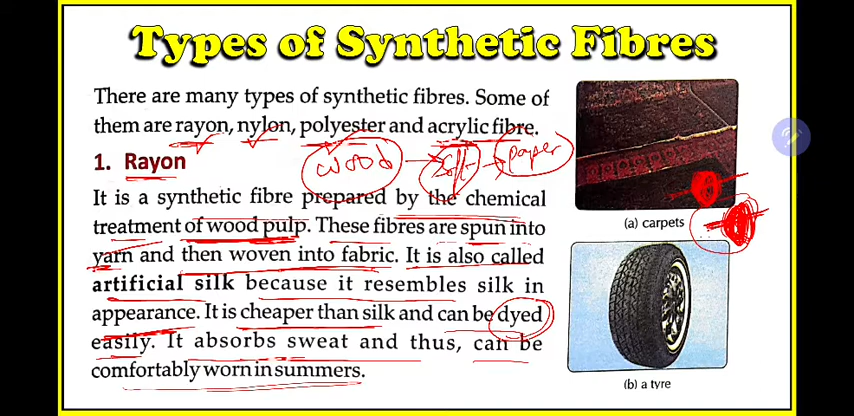 Types of Synthetic Fibres
There are many types of synthetic fibres. Some of
them are rayon, nylon, polyester and acrylic fibre.
wood soft paper
1. Rayon
It is a synthetic fibre prepared by the chemical
treatment of wood pulp. These fibres are spun into
yarn and then woven into fabric. It is also called
artificial silk because it resembles silk in
appearance. It is cheaper than silk and can be dyed
easily. It absorbs sweat and thus, can be
comfortably worn in summers.
(a) carpets
(b) a tyre